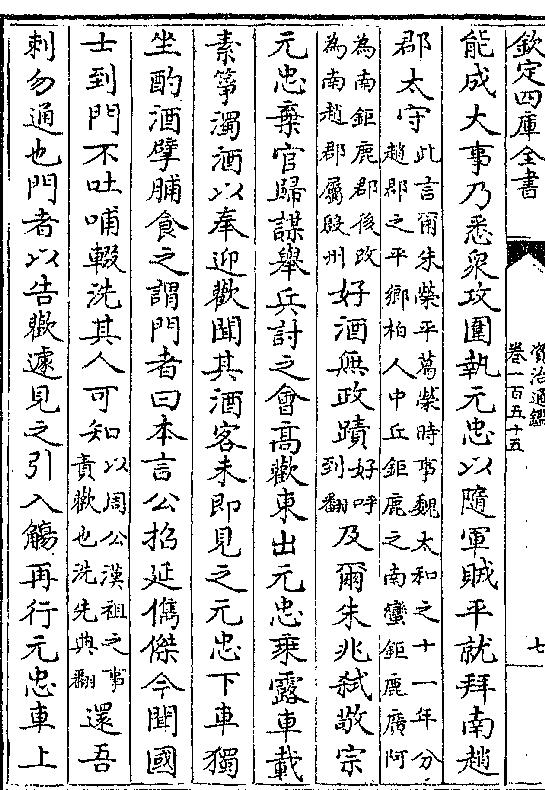 欽定四庫全書
資治通鑑
卷一百五十五
七
能成大事乃悉衆攻圍執元忠以隨軍賊平就拜南趙
郡太守此言爾朱榮平葛榮時事魏太和之十一年分趙郡之平鄉柏人中丘鉅鹿之南蠻鉅鹿廣阿
為南鉅鹿郡後改為南趙郡屬殷州好酒無政蹟好呼到翻及爾朱兆弒敬宗
元忠棄官歸謀舉兵討之會高歡東出元忠乘露車載
素箏濁酒以奉迎歡聞其酒客未即見之元忠下車獨
坐酌酒擘脯食之謂門者曰本言公招延儁傑今聞國
士到門不吐哺輟洗其人可知以周公漢祖之事責歡也洗先典翻還吾
刺勿通也門者以告歡遽見之引入觴再行元忠車上